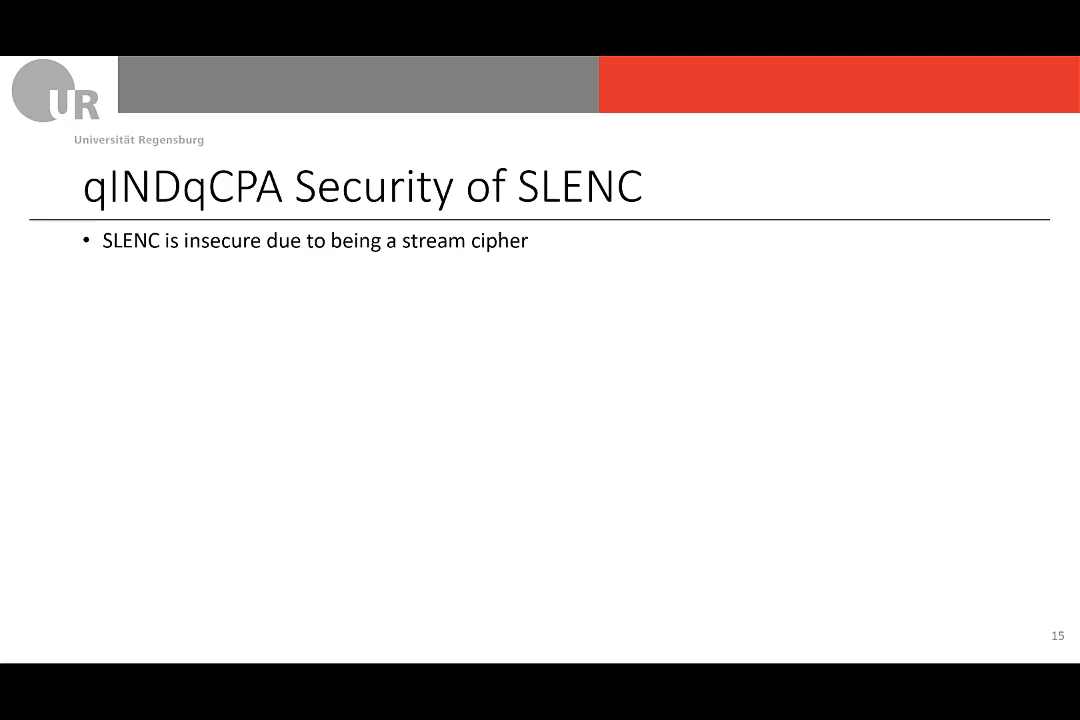 UR
Universität Regensburg
qINDqCPA Security of SLENC
• SLENC is insecure due to being a stream cipher
15